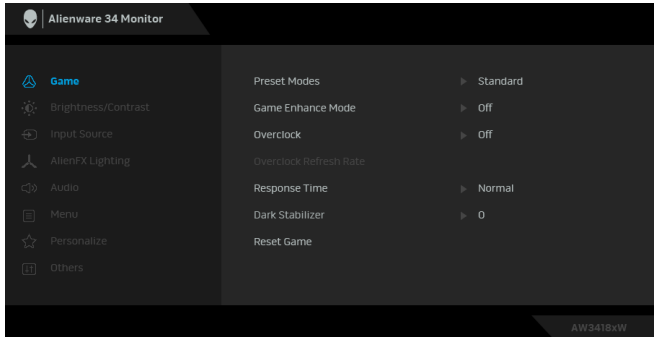 Alienware 34 Monitor
Game
Preset Modes Standard
Brightness/Contrast
Game Enhance Mode Off
Input Source
Overclock Off
AlienFX Lighting
Overclock Refresh Rate
Audio
Response Time Normal
Menu
Dark Stabilizer 0
Personalize
Reset Game
Others
AW3418xW